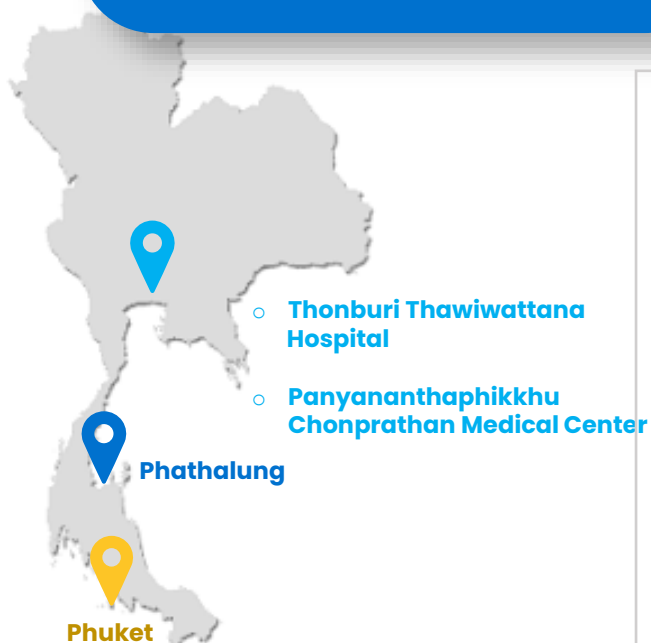 ○ Thonburi Thawiwattana
Hospital
○ Panyananthaphikkhu
Chonprathan Medical Center
Phathalung
Phuket